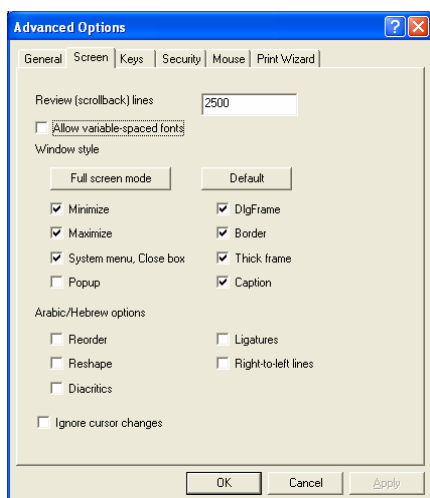 Advanced Options
General Screen Keys Security Mouse Print Wizard
Review (scrollback) lines 2500
Allow variable-spaced fonts
Window style
Full screen mode Default
Minimize DlgFrame
Maximize Border
System menu, Close box Thick frame
Popup Caption
Arabic/Hebrew options
Reorder Ligatures
Reshape Right-to-left lines
Diacritics
Ignore cursor changes
OK Cancel Apply